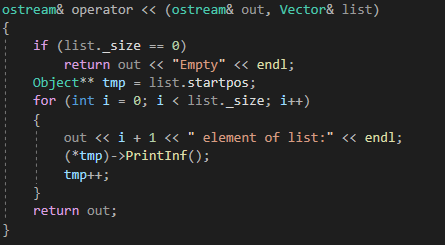 ostream& operator << (ostream& out, Vector& list)
{
    if (list._size == 0)
        return out << "Empty" << endl;
    Object** tmp = list.startpos;
    for (int i = 0; i < list._size; i++)
    {
        out << i + 1 << " element of list:" << endl;
        (*tmp)->PrintInf();
        tmp++;
    }
    return out;
}